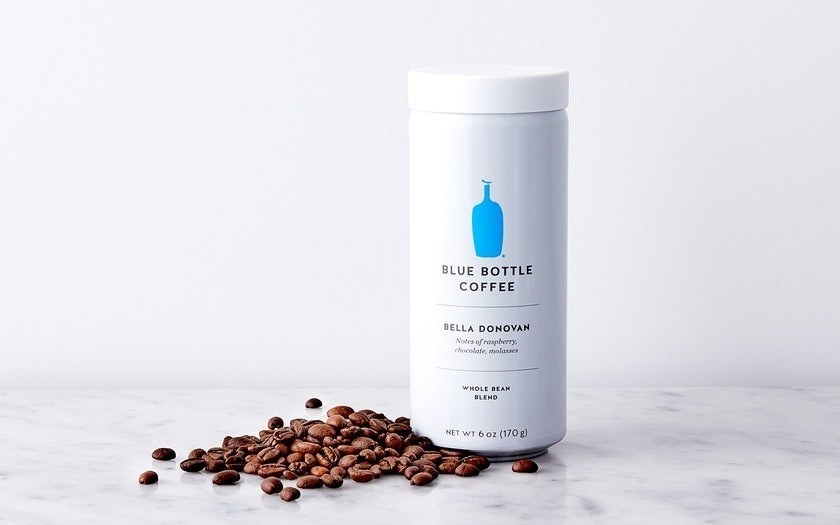 BLUE BOTTLE
COFFEE
BELLA DONOVAN
Notes of raspberry,
chocolate, molasses
WHOLE BEAN
BLEND
NET WT 6 oz (170 g)